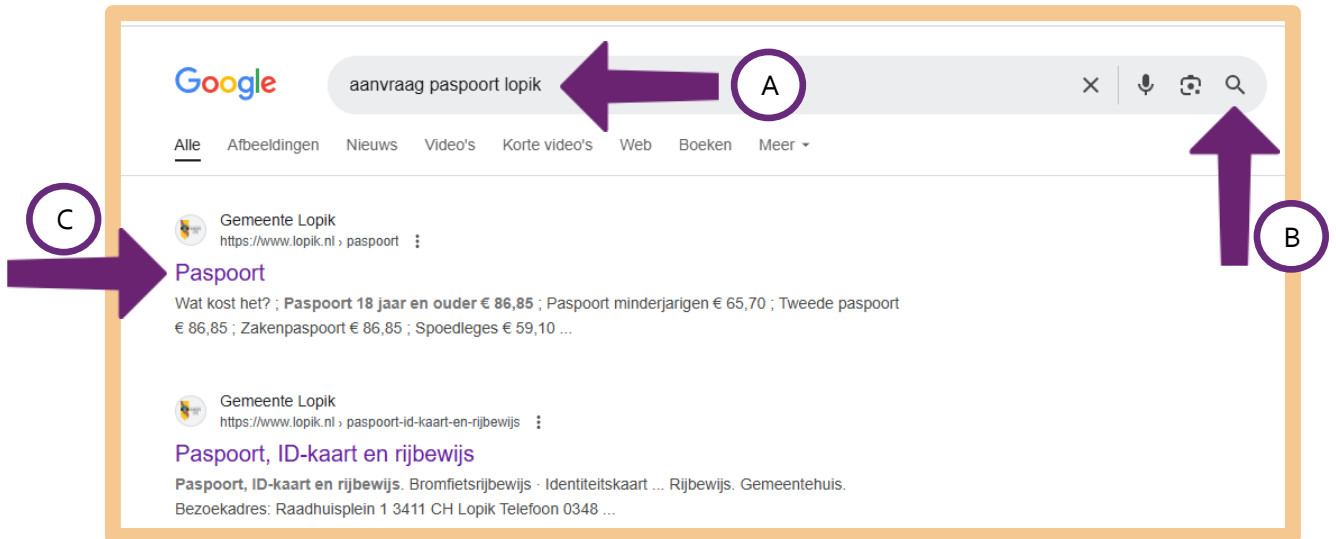 Google
aanvraag paspoort lopik
A
Alle Afbeeldingen Nieuws Video's Korte video's Web Boeken Meer
C
Gemeente Lopik
https://www.lopik.nl › paspoort
B
Paspoort
Wat kost het? ; Paspoort 18 jaar en ouder € 86,85 ; Paspoort minderjarigen € 65,70 ; Tweede paspoort
€ 86,85 ; Zakenpaspoort € 86,85 ; Spoedleges € 59,10 ...
Gemeente Lopik
https://www.lopik.nl › paspoort-id-kaart-en-rijbewijs
Paspoort, ID-kaart en rijbewijs
Paspoort, ID-kaart en rijbewijs. Bromfietsrijbewijs · Identiteitskaart ... Rijbewijs. Gemeentehuis.
Bezoekadres: Raadhuisplein 1 3411 CH Lopik Telefoon 0348 ...